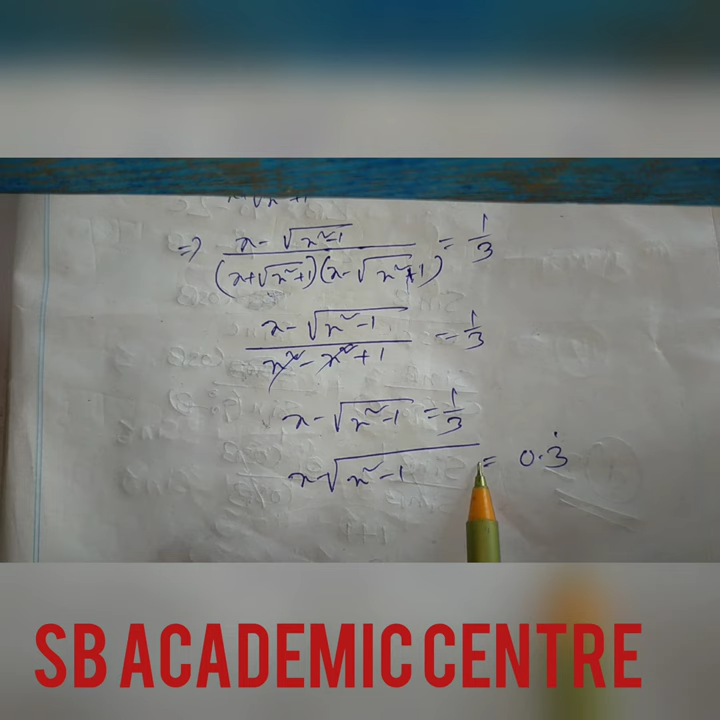 ⇒ x - √(x²-1) / (x+√(x²+1))(x-√(x²+1)) = 1/3
x - √(x²-1) / x² - x² + 1 = 1/3
x - √(x²-1) = 1/3
x - √(x²-1) = 0.3̇
SB ACADEMIC CENTRE